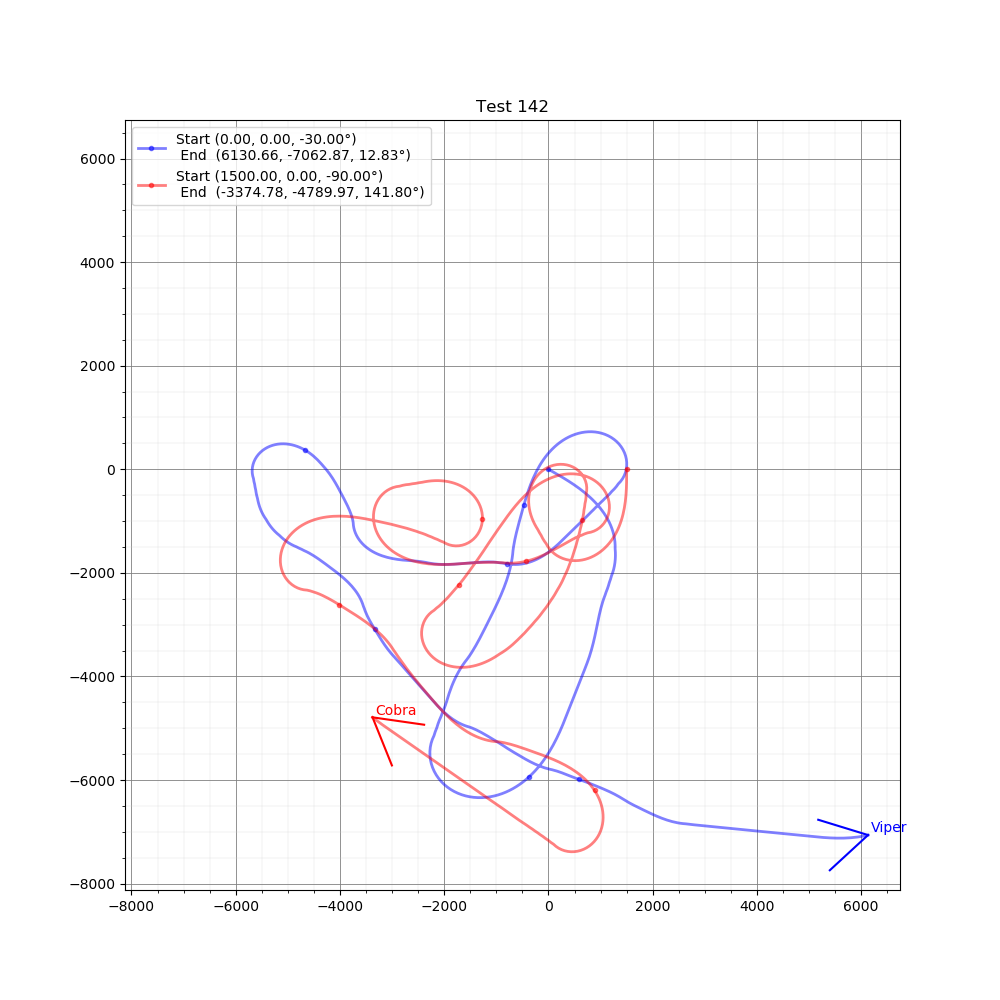 Test 142
Start (0.00, 0.00, -30.00°)
End  (6130.66, -7062.87, 12.83°)
Start (1500.00, 0.00, -90.00°)
End  (-3374.78, -4789.97, 141.80°)
6000
4000
2000
0
−2000
−4000
−6000
−8000
Cobra
Viper
−8000 −6000 −4000 −2000 0 2000 4000 6000